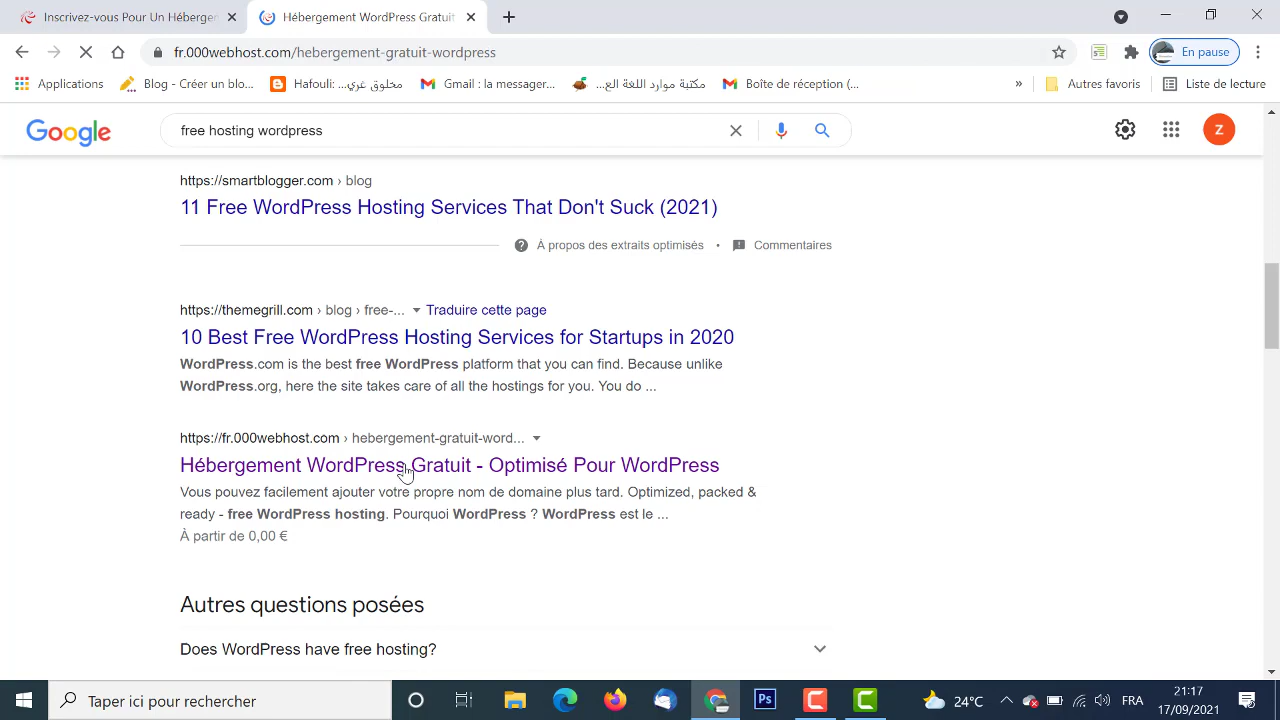 Inscrivez-vous Pour Un Héberger
Hébergement WordPress Gratuit
fr.000webhost.com/hebergement-gratuit-wordpress
En pause
Applications
Blog - Créer un blo...
Hafouli: مخلوق غري...
Gmail : la messager...
مكتبة موارد اللغة الع...
Boîte de réception (...
»
Autres favoris
Liste de lecture
Google
free hosting wordpress
Z
https://smartblogger.com › blog
11 Free WordPress Hosting Services That Don't Suck (2021)
À propos des extraits optimisés • Commentaires
https://themegrill.com › blog › free-... Traduire cette page
10 Best Free WordPress Hosting Services for Startups in 2020
WordPress.com is the best free WordPress platform that you can find. Because unlike
WordPress.org, here the site takes care of all the hostings for you. You do ...
https://fr.000webhost.com › hebergement-gratuit-word...
Hébergement WordPress Gratuit - Optimisé Pour WordPress
Vous pouvez facilement ajouter votre propre nom de domaine plus tard. Optimized, packed &
ready - free WordPress hosting. Pourquoi WordPress ? WordPress est le ...
À partir de 0,00 €
Autres questions posées
Does WordPress have free hosting?
Taper ici pour rechercher
Ps
24°C
FRA
21:17
17/09/2021